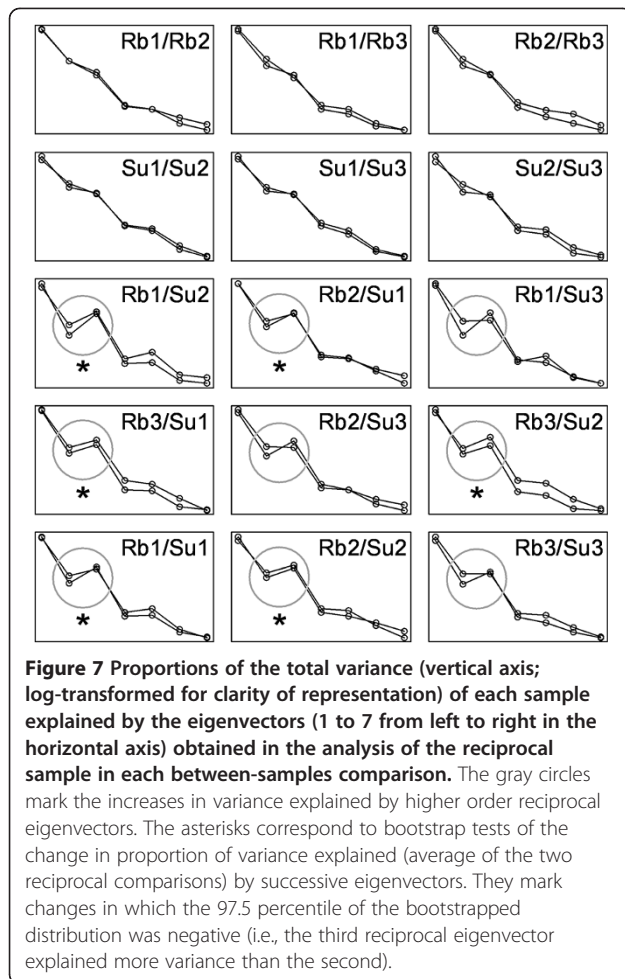 Rb1/Rb2 Rb1/Rb3 Rb2/Rb3
Su1/Su2 Su1/Su3 Su2/Su3
Rb1/Su2 Rb2/Su1 Rb1/Su3
* *
Rb3/Su1 Rb2/Su3 Rb3/Su2
* *
Rb1/Su1 Rb2/Su2 Rb3/Su3
* *
Figure 7 Proportions of the total variance (vertical axis;
log-transformed for clarity of representation) of each sample
explained by the eigenvectors (1 to 7 from left to right in the
horizontal axis) obtained in the analysis of the reciprocal
sample in each between-samples comparison. The gray circles
mark the increases in variance explained by higher order reciprocal
eigenvectors. The asterisks correspond to bootstrap tests of the
change in proportion of variance explained (average of the two
reciprocal comparisons) by successive eigenvectors. They mark
changes in which the 97.5 percentile of the bootstrapped
distribution was negative (i.e., the third reciprocal eigenvector
explained more variance than the second).